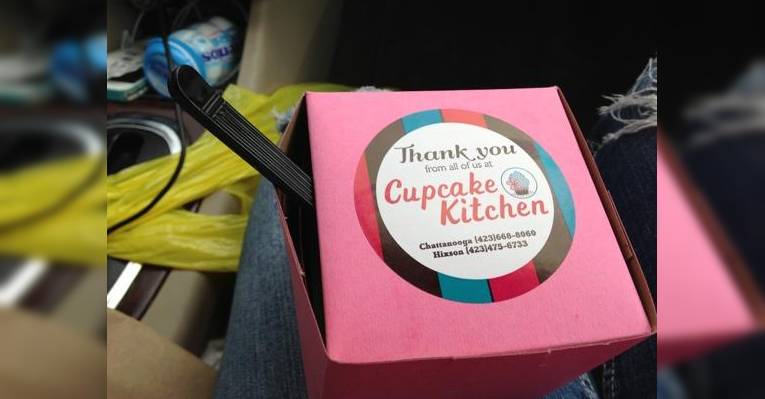 Thank you
from all of us at
Cupcake
Kitchen
Chattanooga (423)668-8060
Hixson (423)475-6733